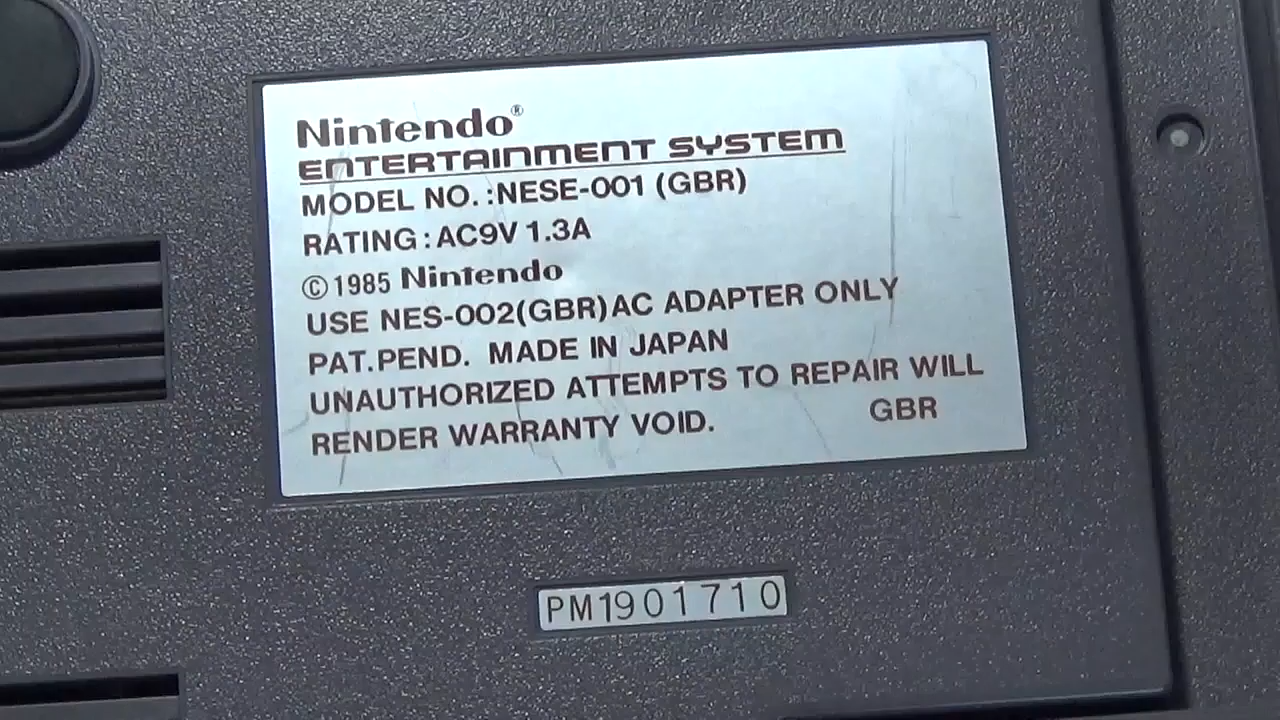 Nintendo®
ENTERTAINMENT SYSTEM
MODEL NO.:NESE-001 (GBR)
RATING:AC9V 1.3A
©1985 Nintendo
USE NES-002(GBR)AC ADAPTER ONLY
PAT.PEND. MADE IN JAPAN
UNAUTHORIZED ATTEMPTS TO REPAIR WILL
RENDER WARRANTY VOID. GBR
PM1901710